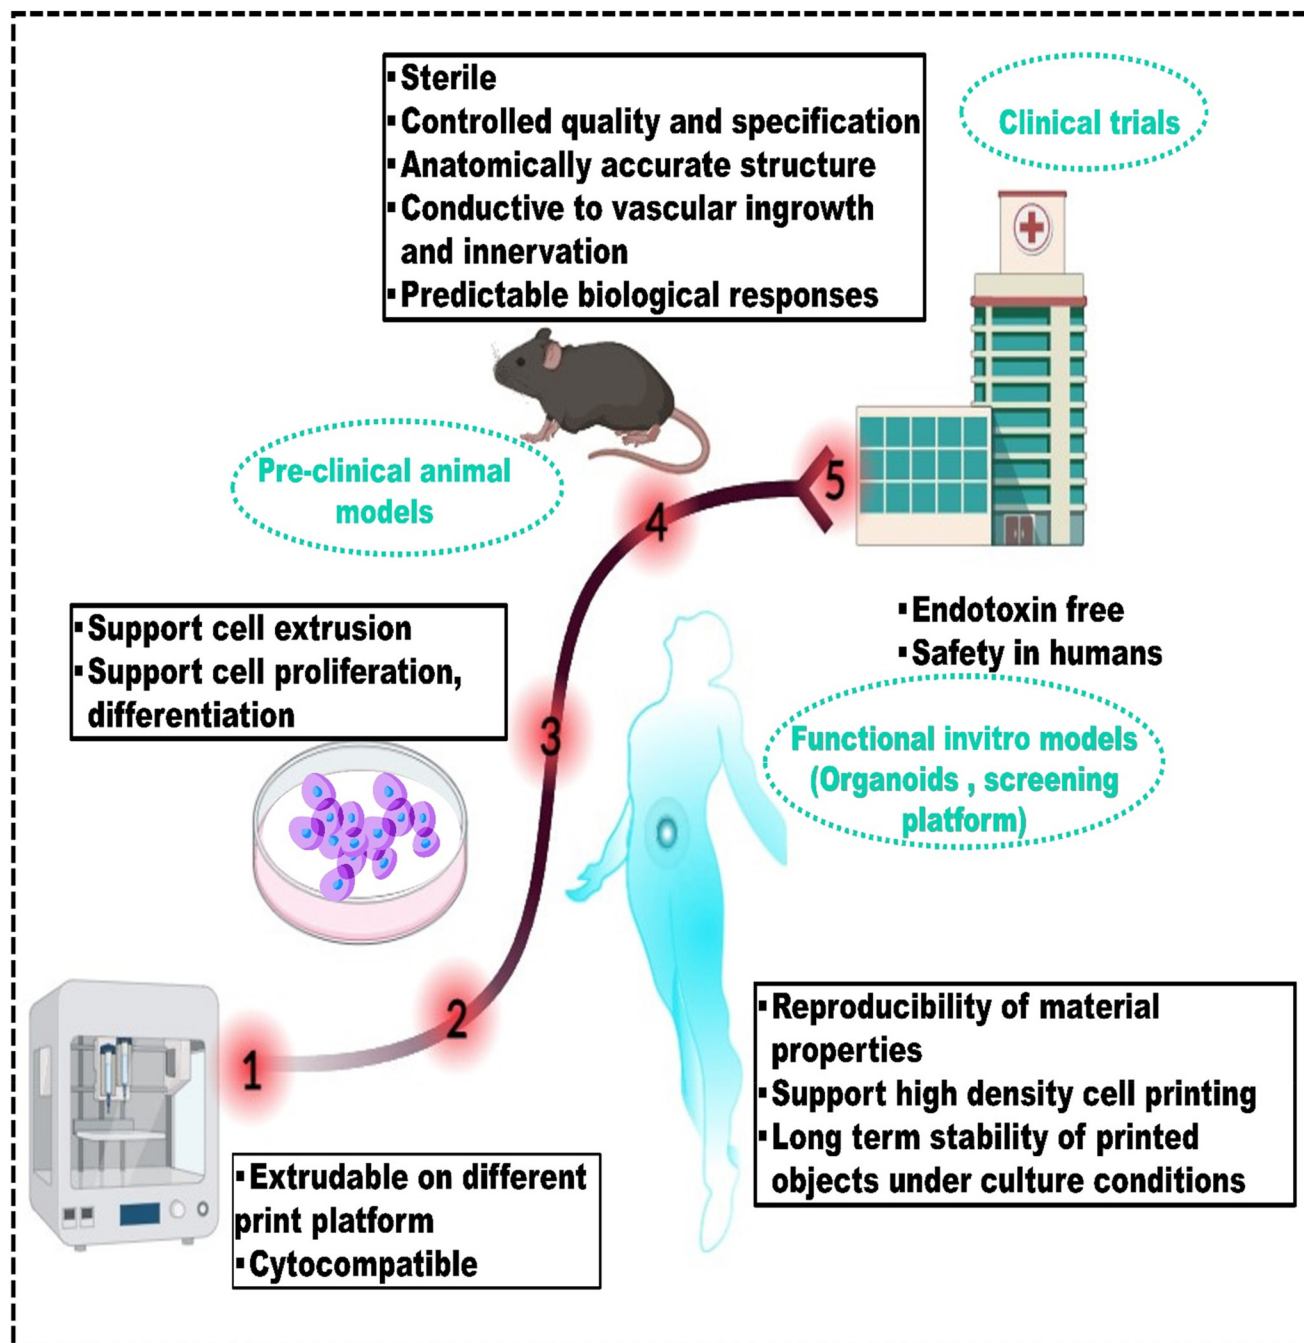 ▪Sterile
▪Controlled quality and specification
▪Anatomically accurate structure
▪Conductive to vascular ingrowth
and innervation
▪Predictable biological responses
Clinical trials
Pre-clinical animal
models
5
4
▪Support cell extrusion
▪Support cell proliferation,
differentiation
▪Endotoxin free
▪Safety in humans
3
Functional invitro models
(Organoids , screening
platform)
2
1
▪Reproducibility of material
properties
▪Support high density cell printing
▪Long term stability of printed
objects under culture conditions
▪Extrudable on different
print platform
▪Cytocompatible